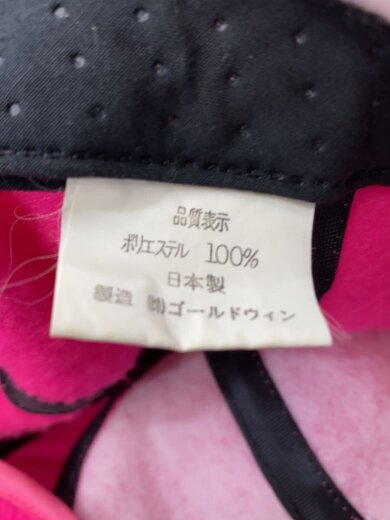 品質表示
ポリエステル 100%
日本製
製造 ㈱ゴールドウィン